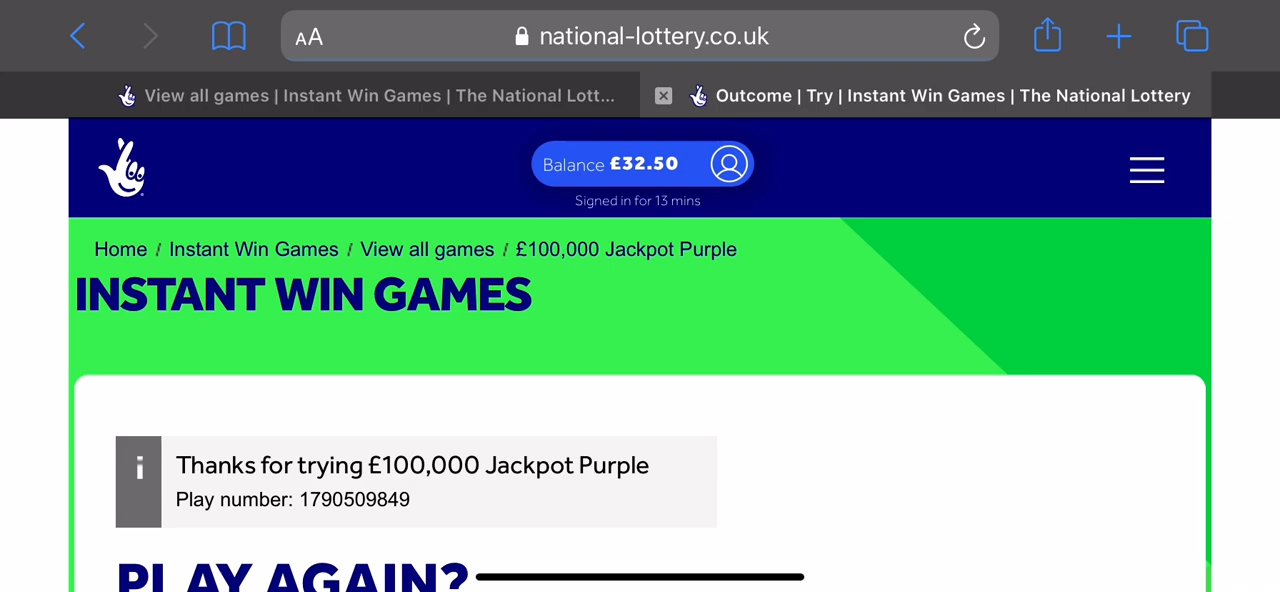 AA national-lottery.co.uk
View all games | Instant Win Games | The National Lott...
Outcome | Try | Instant Win Games | The National Lottery
Balance £32.50
Signed in for 13 mins
Home / Instant Win Games / View all games / £100,000 Jackpot Purple
INSTANT WIN GAMES
i
Thanks for trying £100,000 Jackpot Purple
Play number: 1790509849
PLAY AGAIN?